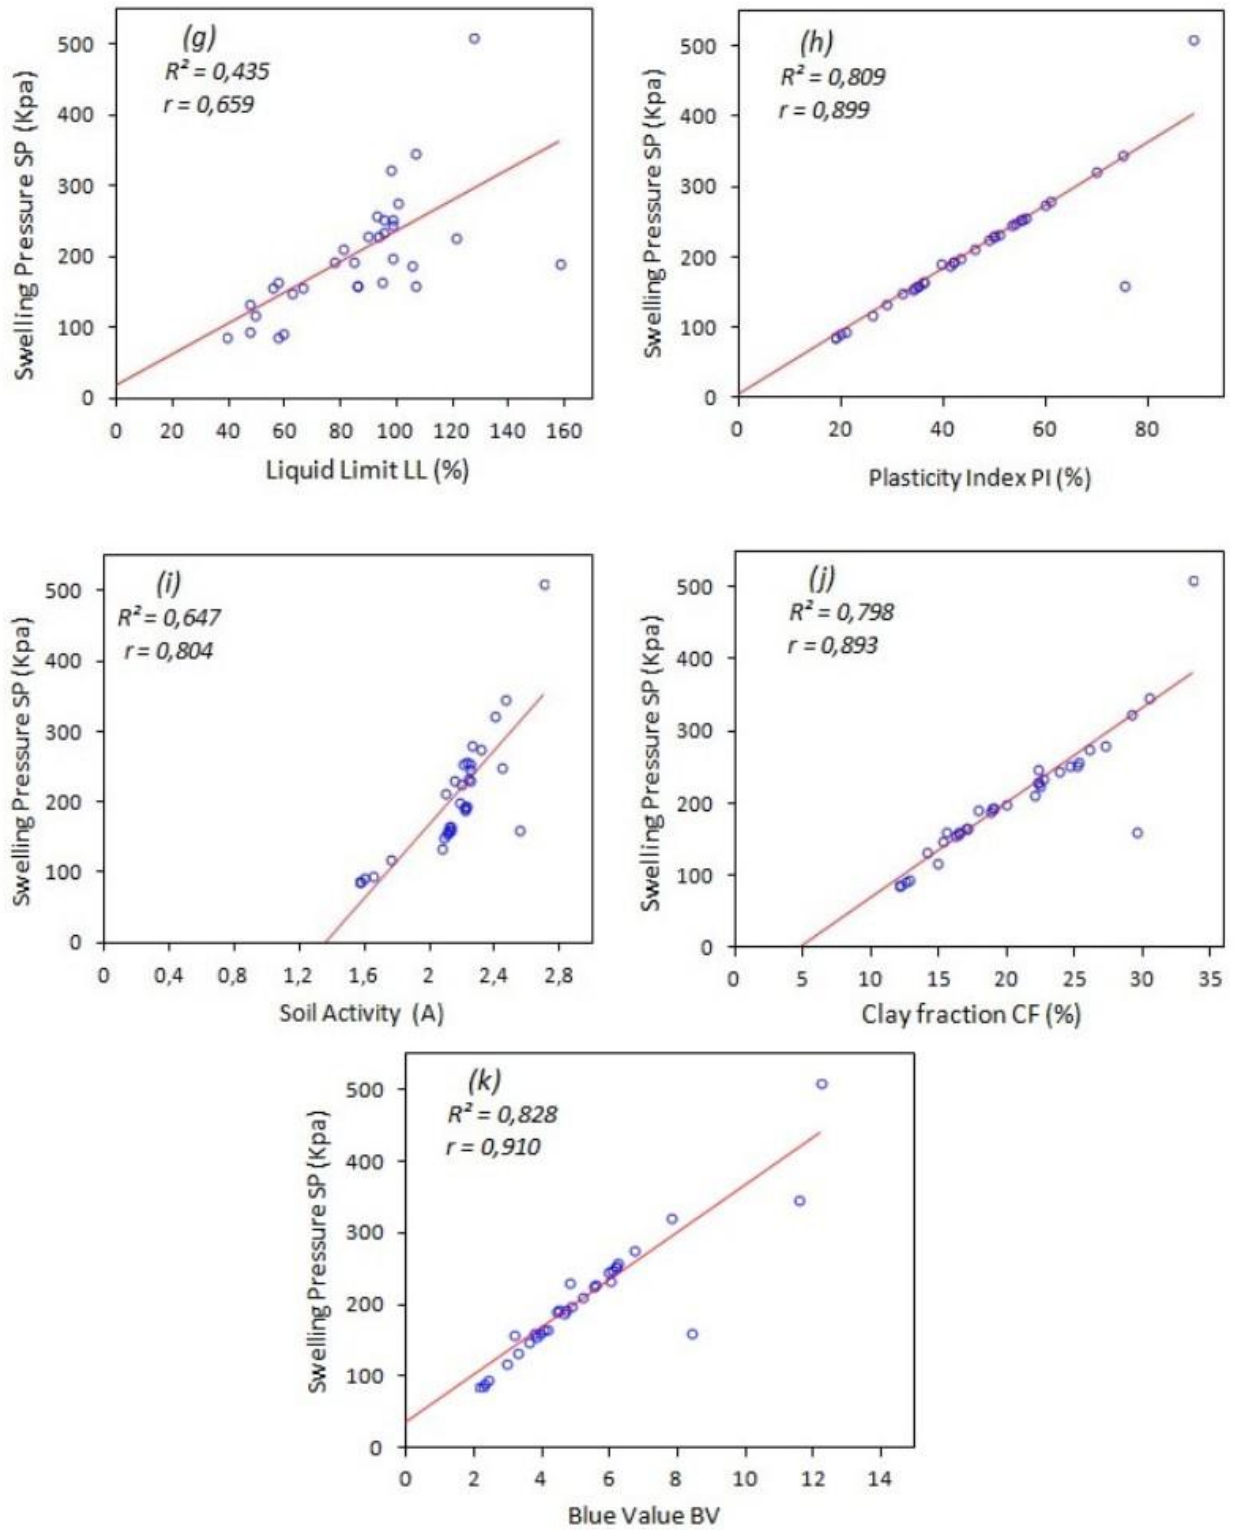 (g)
R² = 0,435
r = 0,659
Swelling Pressure SP (Kpa)
500
400
300
200
100
0
0 20 40 60 80 100 120 140 160
Liquid Limit LL (%)
(h)
R² = 0,809
r = 0,899
Swelling Pressure SP (Kpa)
500
400
300
200
100
0
0 20 40 60 80
Plasticity Index PI (%)
(i)
R² = 0,647
r = 0,804
Swelling Pressure SP (Kpa)
500
400
300
200
100
0
0 0,4 0,8 1,2 1,6 2 2,4 2,8
Soil Activity (A)
(j)
R² = 0,798
r = 0,893
Swelling Pressure SP (Kpa)
500
400
300
200
100
0
0 5 10 15 20 25 30 35
Clay fraction CF (%)
(k)
R² = 0,828
r = 0,910
Swelling Pressure SP (Kpa)
500
400
300
200
100
0
0 2 4 6 8 10 12 14
Blue Value BV